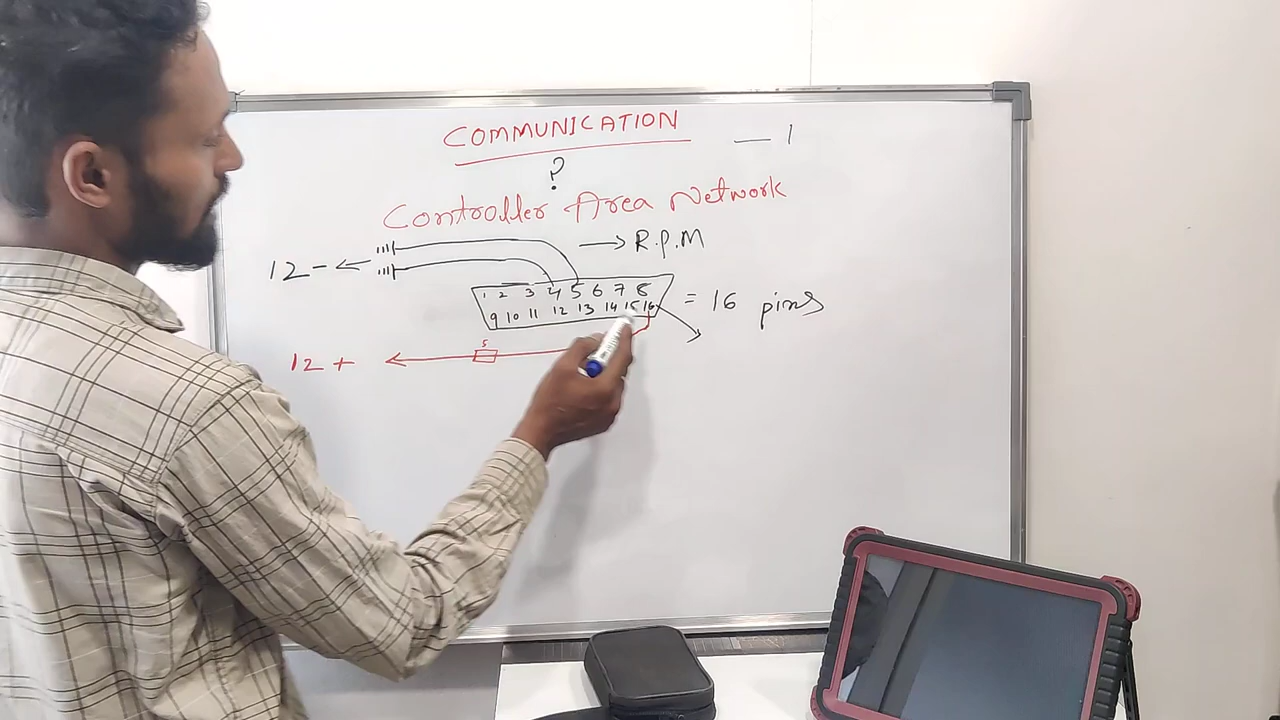 COMMUNICATION — 1
?
Controller Area Network
12 - ← → R.P.M
1 2 3 4 5 6 7 8
9 10 11 12 13 14 15 16 = 16 pins
12 + ← 5